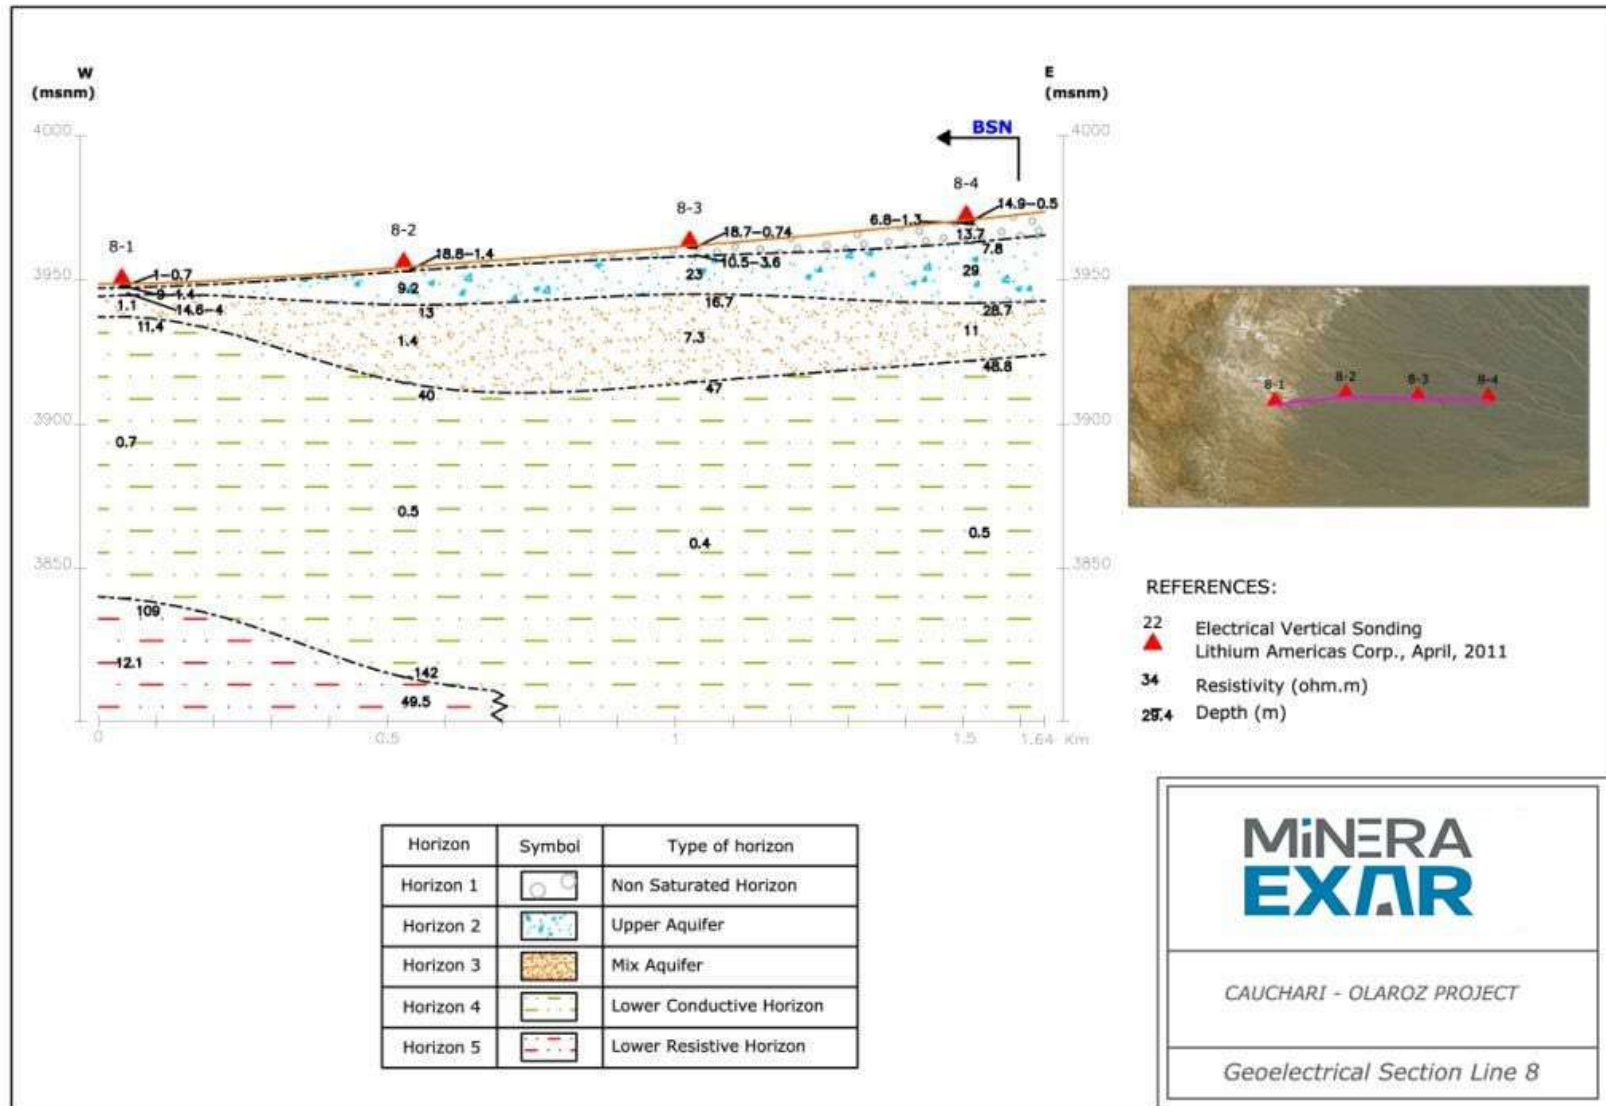 W
(msnm)
E
(msnm)
4000
4000
BSN
8-4
14.9-0.5
6.8-1.3
8-3
18.7-0.74
13.7
7.8
8-2
18.8-1.4
8-1
10.5-3.6
1-0.7
3950
3950
23
29
9.2
9-1.4
1.1
14.6-4
16.7
13
28.7
11.4
1.4
7.3
11
48.8
40
47
3900
3900
0.7
0.5
0.4
0.5
3850
3850
109
12.1
142
49.5
0
0.5
1
1.5
1.64 Km
8-1
8-2
8-3
8-4
REFERENCES:
22
Electrical Vertical Sonding
Lithium Americas Corp., April, 2011
34 Resistivity (ohm.m)
29.4 Depth (m)
Horizon Symbol Type of horizon
Horizon 1 Non Saturated Horizon
Horizon 2 Upper Aquifer
Horizon 3 Mix Aquifer
Horizon 4 Lower Conductive Horizon
Horizon 5 Lower Resistive Horizon
MiNERA
EXAR
CAUCHARI - OLAROZ PROJECT
Geoelectrical Section Line 8